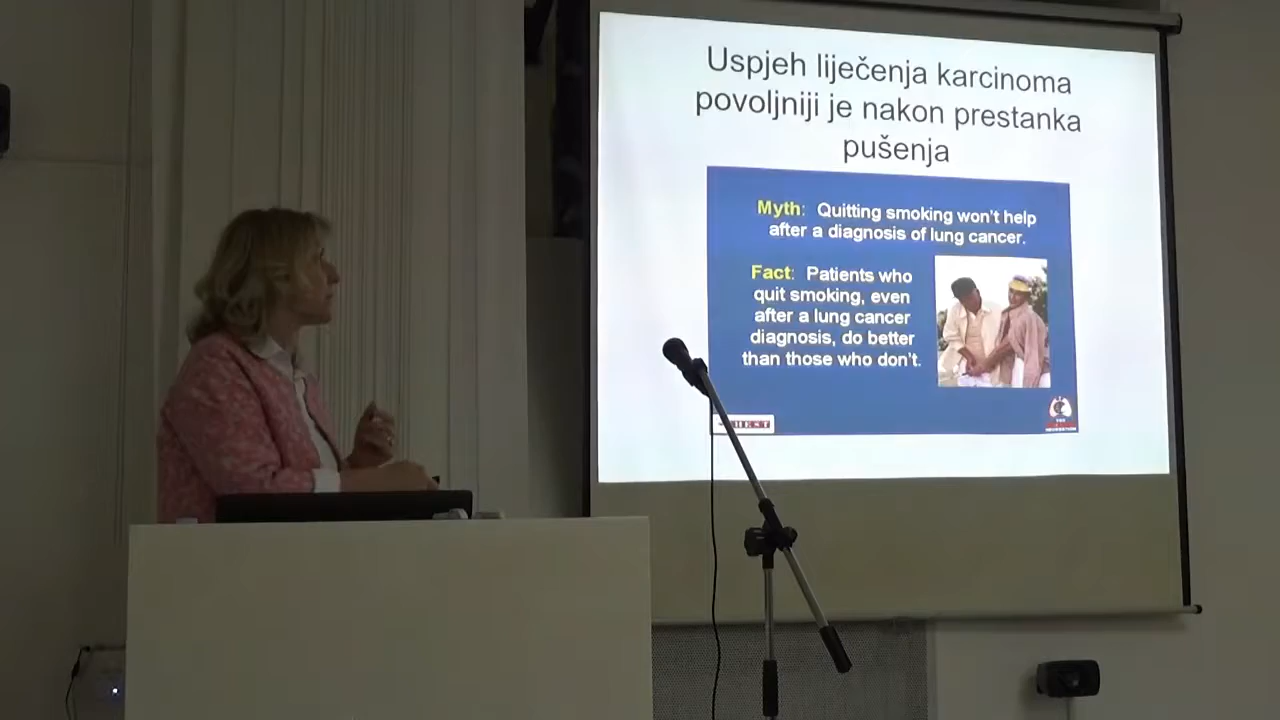 Uspjeh liječenja karcinoma
povoljniji je nakon prestanka
pušenja
Myth: Quitting smoking won't help
after a diagnosis of lung cancer.
Fact: Patients who
quit smoking, even
after a lung cancer
diagnosis, do better
than those who don't.